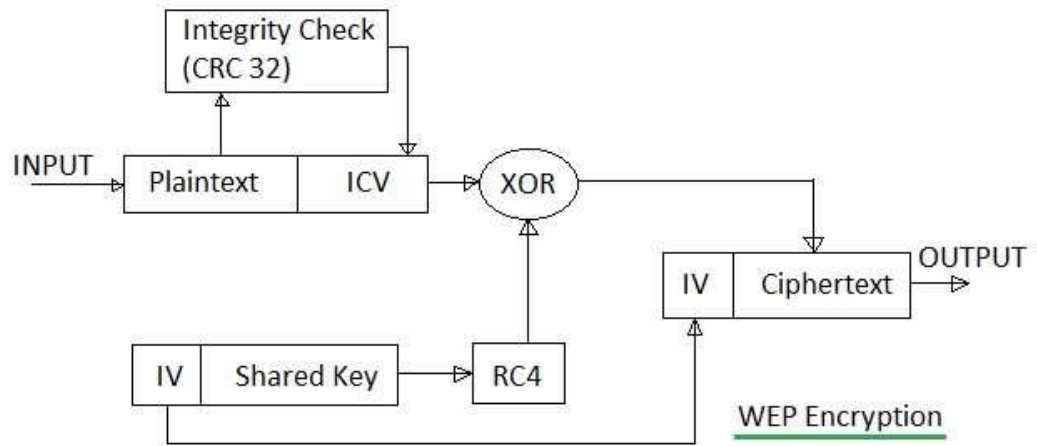 Integrity Check
(CRC 32)
INPUT
Plaintext
ICV
XOR
IV
Ciphertext
OUTPUT
IV
Shared Key
RC4
WEP Encryption